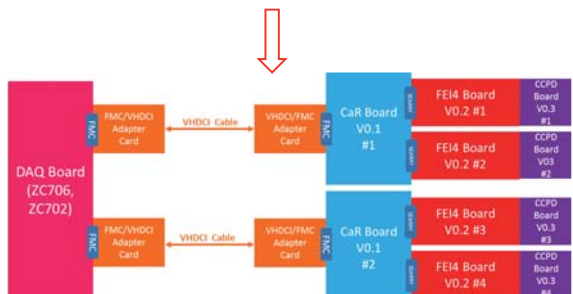 DAQ Board
(ZC706,
ZC702)
FMC
FMC/VHDCI
Adapter
Card
VHDCI Cable
VHDCI/FMC
Adapter
Card
FMC
CaR Board
V0.1
#1
FEI4 Board
V0.2 #1
CCPD
Board
V0.3
#1
FEI4 Board
V0.2 #2
CCPD
Board
V03
#2
FMC
FMC/VHDCI
Adapter
Card
VHDCI Cable
VHDCI/FMC
Adapter
Card
FMC
CaR Board
V0.1
#2
FEI4 Board
V0.2 #3
CCPD
Board
V0.3
#3
FEI4 Board
V0.2 #4
CCPD
Board
V0.3
#4